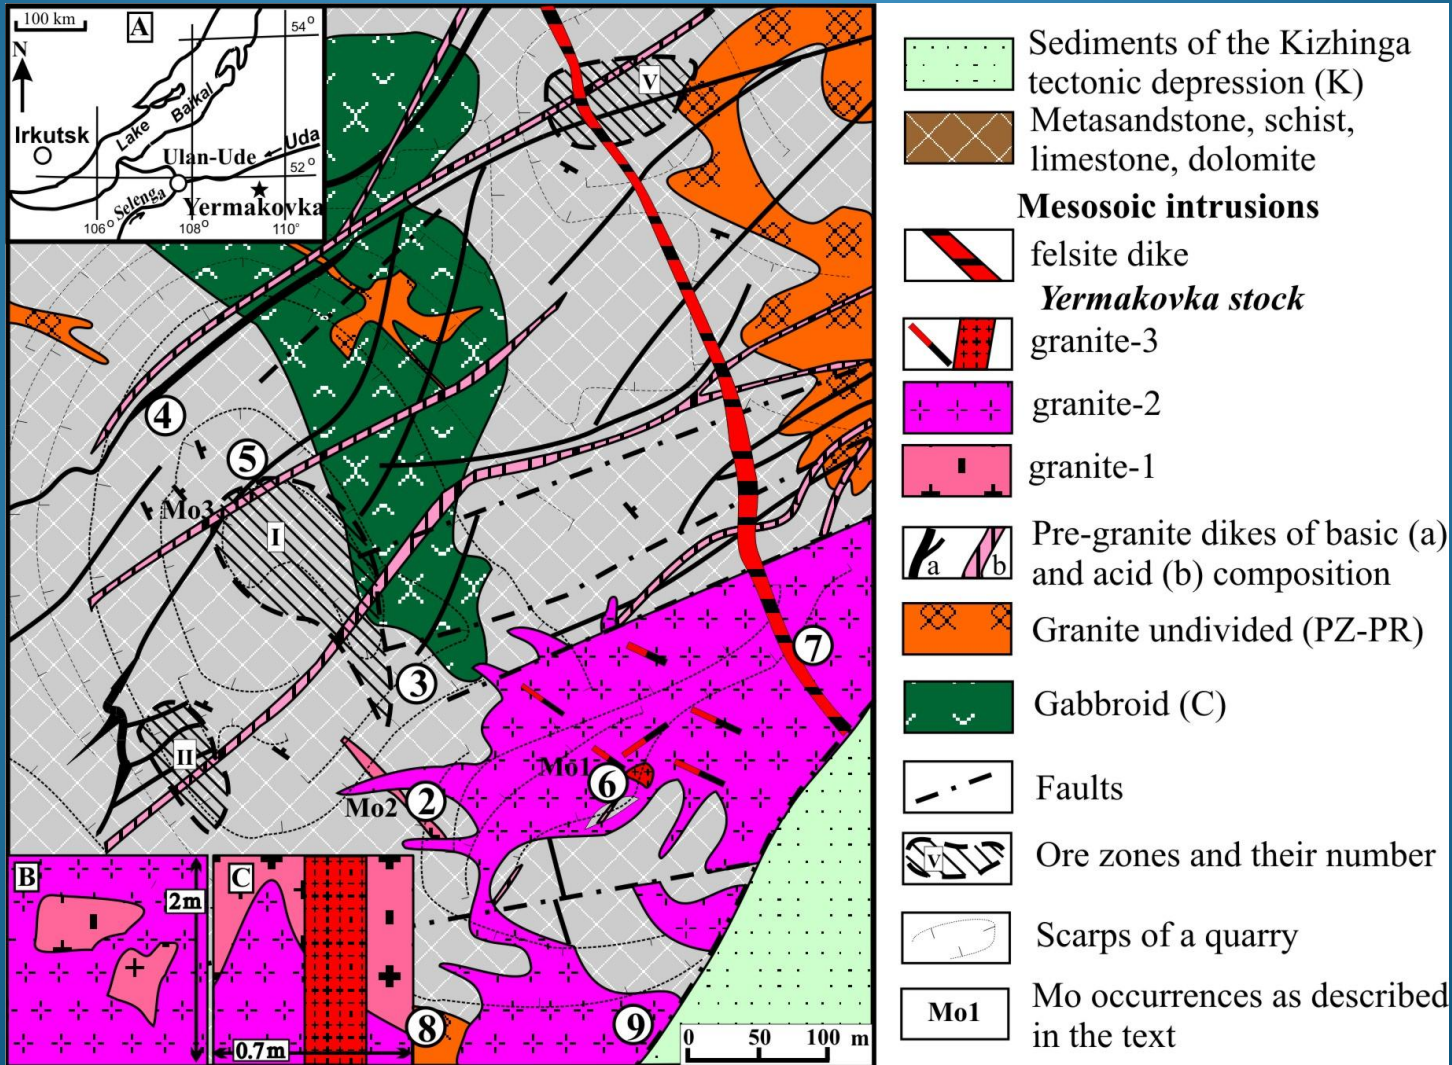 100 km
A
54°
N
Lake Baikal
Irkutsk
Ulan-Ude
Uda
52°
Selenga
Yermakovka
106°
108°
110°
V
4
5
Mo3
I
3
7
II
Mo1
6
Mo2
2
B
2m
C
0.7m
8
9
0 50 100 m
Sediments of the Kizhinga
tectonic depression (K)
Metasandstone, schist,
limestone, dolomite
Mesosoic intrusions
felsite dike
Yermakovka stock
granite-3
granite-2
granite-1
a b
Pre-granite dikes of basic (a)
and acid (b) composition
Granite undivided (PZ-PR)
Gabbroid (C)
Faults
V
Ore zones and their number
Scarps of a quarry
Mo1
Mo occurrences as described
in the text